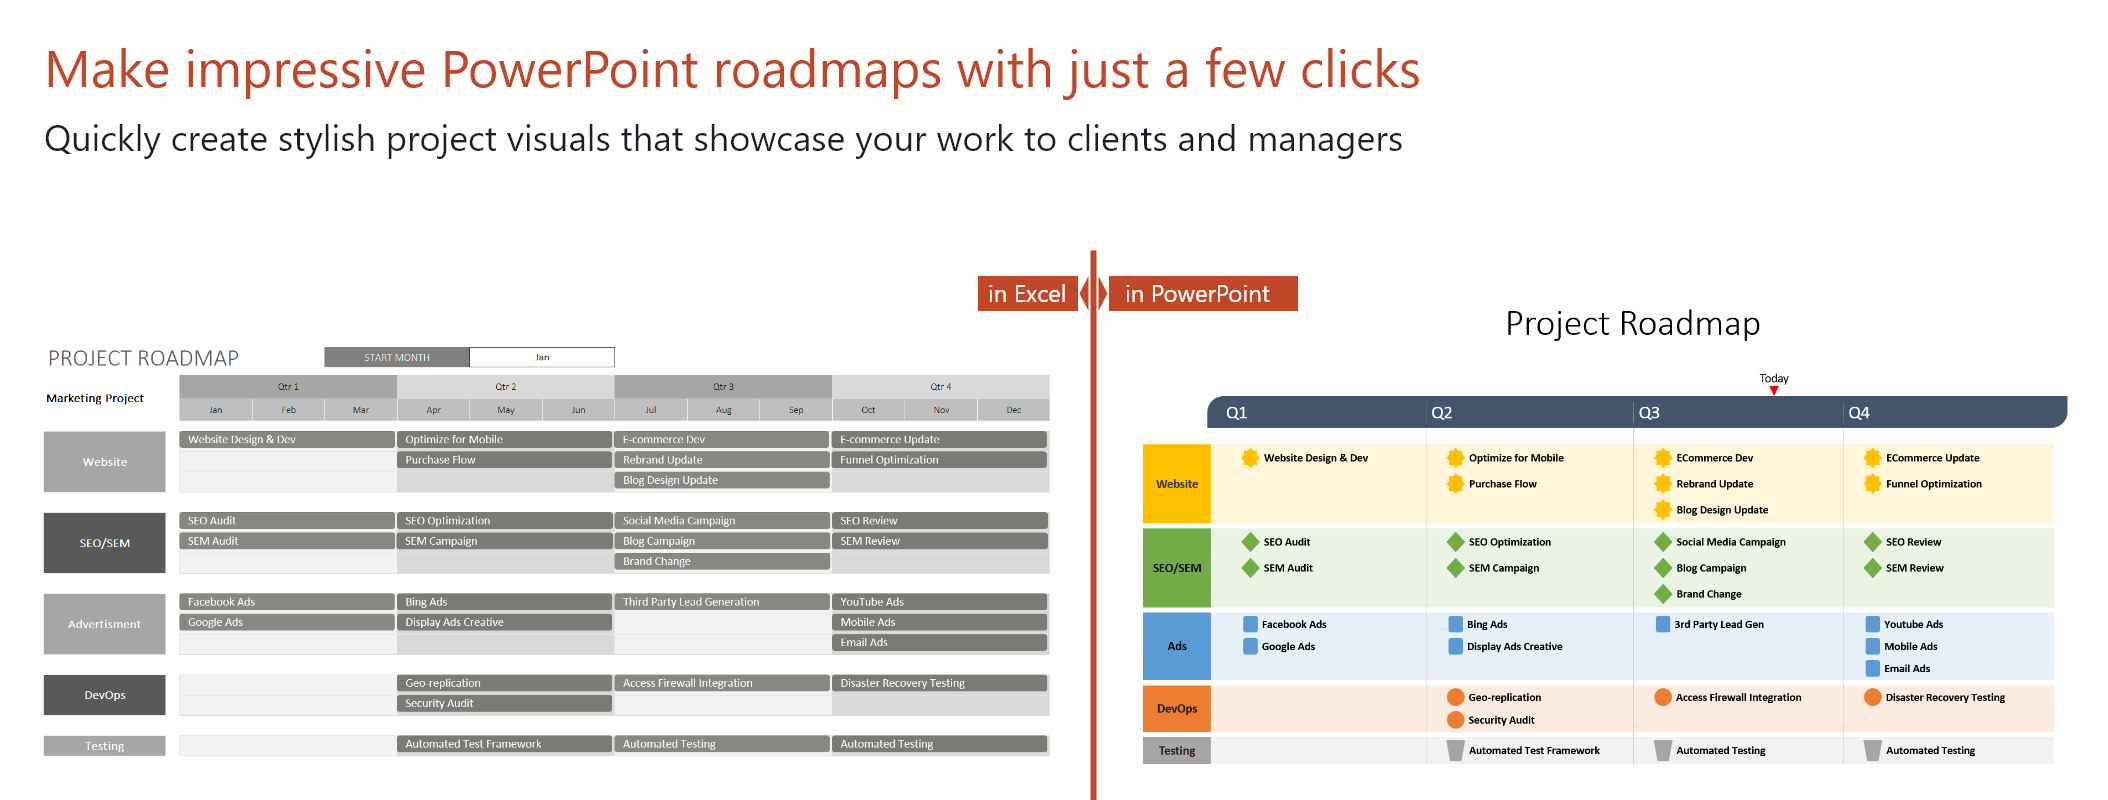 Make impressive PowerPoint roadmaps with just a few clicks
Quickly create stylish project visuals that showcase your work to clients and managers
in Excel
in PowerPoint
PROJECT ROADMAP
START MONTH Jan
Marketing Project
Qtr 1 Qtr 2 Qtr 3 Qtr 4
Jan Feb Mar Apr May Jun Jul Aug Sep Oct Nov Dec
Website
Website Design & Dev Optimize for Mobile E-commerce Dev E-commerce Update
Purchase Flow Rebrand Update Funnel Optimization
Blog Design Update
SEO/SEM
SEO Audit SEO Optimization Social Media Campaign SEO Review
SEM Audit SEM Campaign Blog Campaign SEM Review
Brand Change
Advertisment
Facebook Ads Bing Ads Third Party Lead Generation YouTube Ads
Google Ads Display Ads Creative Mobile Ads
Email Ads
DevOps
Geo-replication Access Firewall Integration Disaster Recovery Testing
Security Audit
Testing
Automated Test Framework Automated Testing Automated Testing
Project Roadmap
Today
Q1 Q2 Q3 Q4
Website
Website Design & Dev Optimize for Mobile ECommerce Dev ECommerce Update
Purchase Flow Rebrand Update Funnel Optimization
Blog Design Update
SEO/SEM
SEO Audit SEO Optimization Social Media Campaign SEO Review
SEM Audit SEM Campaign Blog Campaign SEM Review
Brand Change
Ads
Facebook Ads Bing Ads 3rd Party Lead Gen Youtube Ads
Google Ads Display Ads Creative Mobile Ads
Email Ads
DevOps
Geo-replication Access Firewall Integration Disaster Recovery Testing
Security Audit
Testing
Automated Test Framework Automated Testing Automated Testing